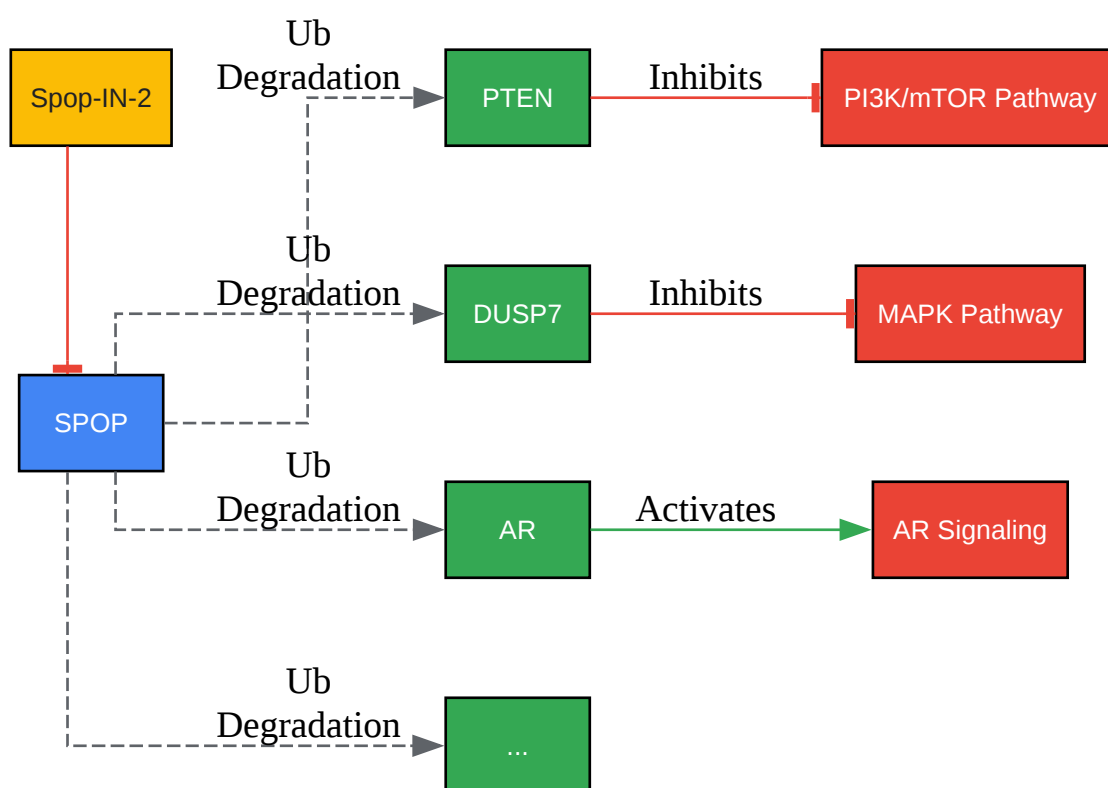 Ub
Degradation
Spop-IN-2
PTEN
Inhibits
PI3K/mTOR Pathway
Ub
Degradation
DUSP7
Inhibits
MAPK Pathway
SPOP
Ub
Degradation
AR
Activates
AR Signaling
Ub
Degradation
...